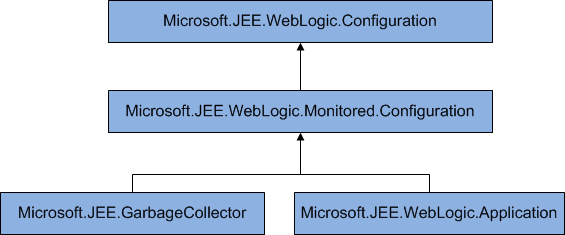 Microsoft.JEE.WebLogic.Configuration
Microsoft.JEE.WebLogic.Monitored.Configuration
Microsoft.JEE.GarbageCollector
Microsoft.JEE.WebLogic.Application